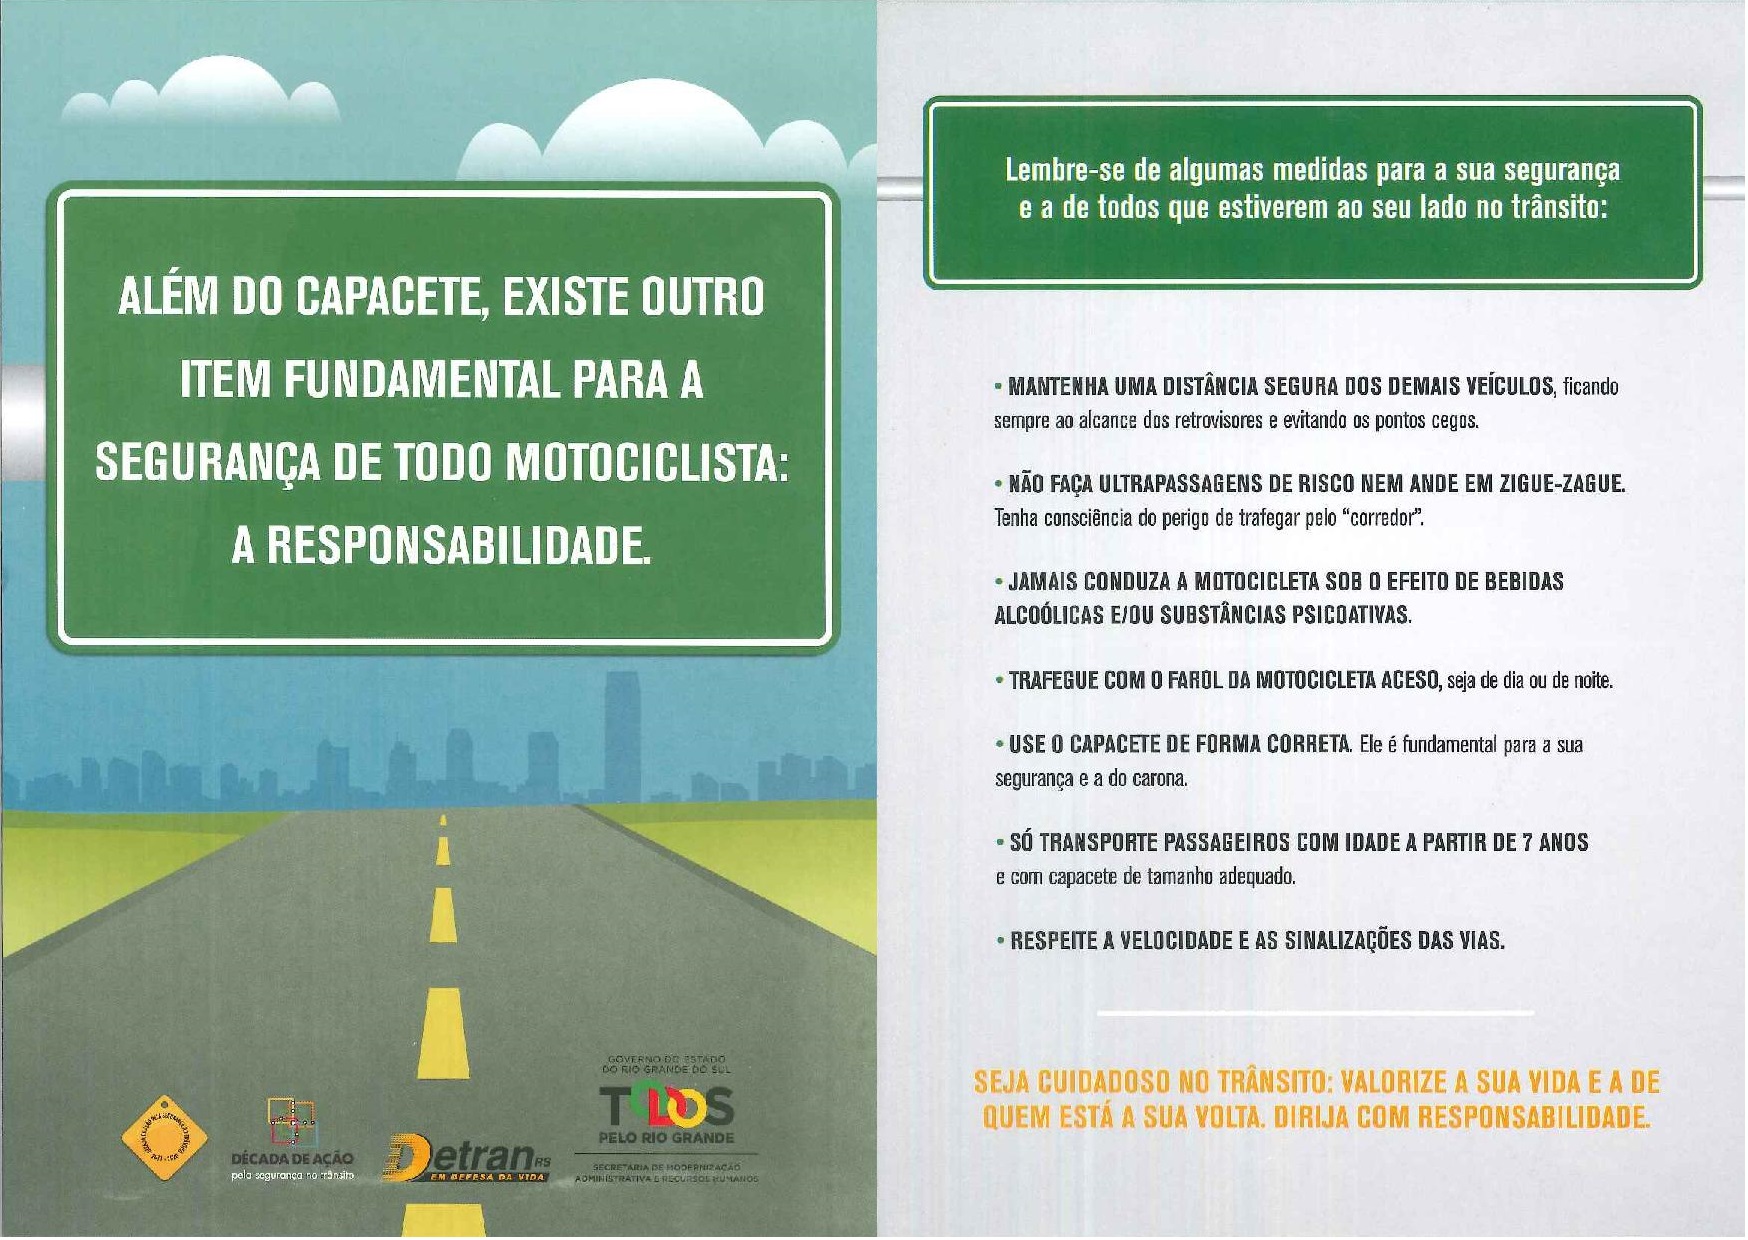 ALÉM DO CAPACETE, EXISTE OUTRO
ITEM FUNDAMENTAL PARA A
SEGURANÇA DE TODO MOTOCICLISTA:
A RESPONSABILIDADE.
DÉCADA DE AÇÃO
pela segurança no trânsito
Detran RS
EM DEFESA DA VIDA
GOVERNO DO ESTADO
DO RIO GRANDE DO SUL
TODOS
PELO RIO GRANDE
SECRETARIA DE MODERNIZAÇÃO
ADMINISTRATIVA E RECURSOS HUMANOS
Lembre-se de algumas medidas para a sua segurança
e a de todos que estiverem ao seu lado no trânsito:
• MANTENHA UMA DISTÂNCIA SEGURA DOS DEMAIS VEÍCULOS, ficando
sempre ao alcance dos retrovisores e evitando os pontos cegos.
• NÃO FAÇA ULTRAPASSAGENS DE RISCO NEM ANDE EM ZIGUE-ZAGUE.
Tenha consciência do perigo de trafegar pelo “corredor”.
• JAMAIS CONDUZA A MOTOCICLETA SOB O EFEITO DE BEBIDAS
ALCOÓLICAS E/OU SUBSTÂNCIAS PSICOATIVAS.
• TRAFEGUE COM O FAROL DA MOTOCICLETA ACESO, seja de dia ou de noite.
• USE O CAPACETE DE FORMA CORRETA. Ele é fundamental para a sua
segurança e a do carona.
• SÓ TRANSPORTE PASSAGEIROS COM IDADE A PARTIR DE 7 ANOS
e com capacete de tamanho adequado.
• RESPEITE A VELOCIDADE E AS SINALIZAÇÕES DAS VIAS.
SEJA CUIDADOSO NO TRÂNSITO: VALORIZE A SUA VIDA E A DE
QUEM ESTÁ A SUA VOLTA. DIRIJA COM RESPONSABILIDADE.